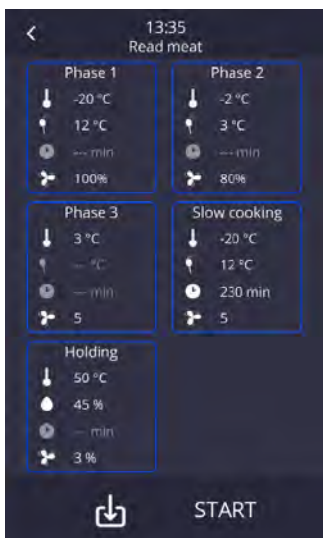 13:35
Read meat
Phase 1
-20 °C
12 °C
--- min
100%
Phase 2
-2 °C
3 °C
--- min
80%
Phase 3
3 °C
--- °C
--- min
5
Slow cooking
-20 °C
12 °C
230 min
5
Holding
50 °C
45 %
--- min
3 %
START